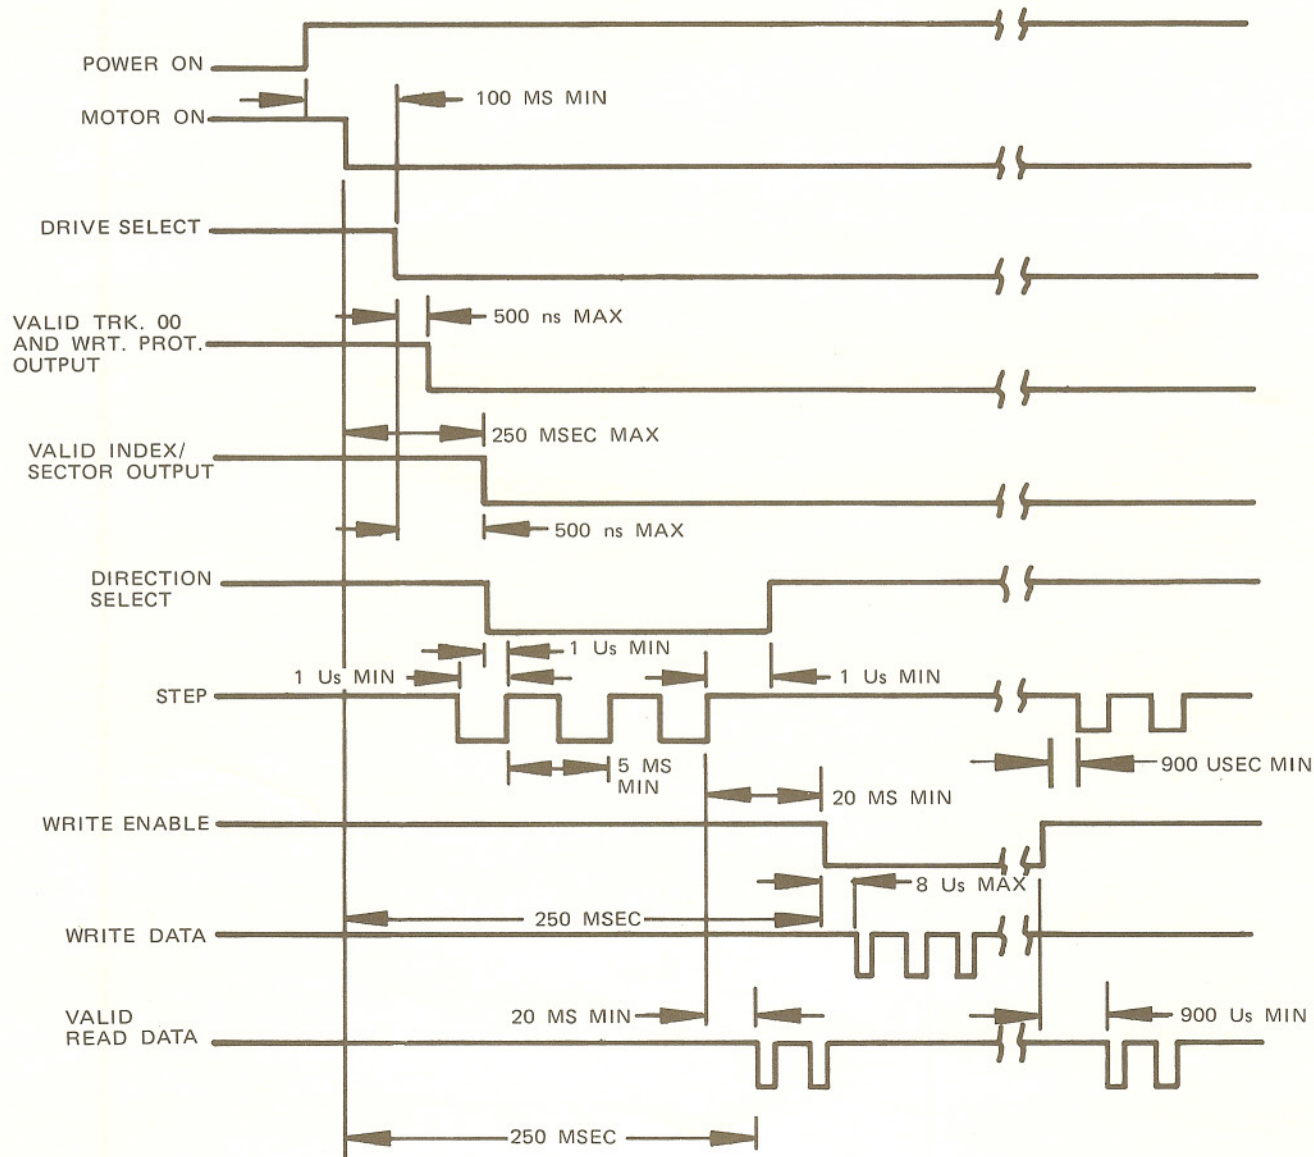 POWER ON
100 MS MIN
MOTOR ON
DRIVE SELECT
VALID TRK. 00
AND WRT. PROT.
OUTPUT
500 ns MAX
250 MSEC MAX
VALID INDEX/
SECTOR OUTPUT
500 ns MAX
DIRECTION
SELECT
1 Us MIN
1 Us MIN
1 Us MIN
STEP
5 MS
MIN
900 USEC MIN
20 MS MIN
WRITE ENABLE
8 Us MAX
250 MSEC
WRITE DATA
20 MS MIN
900 Us MIN
VALID
READ DATA
250 MSEC